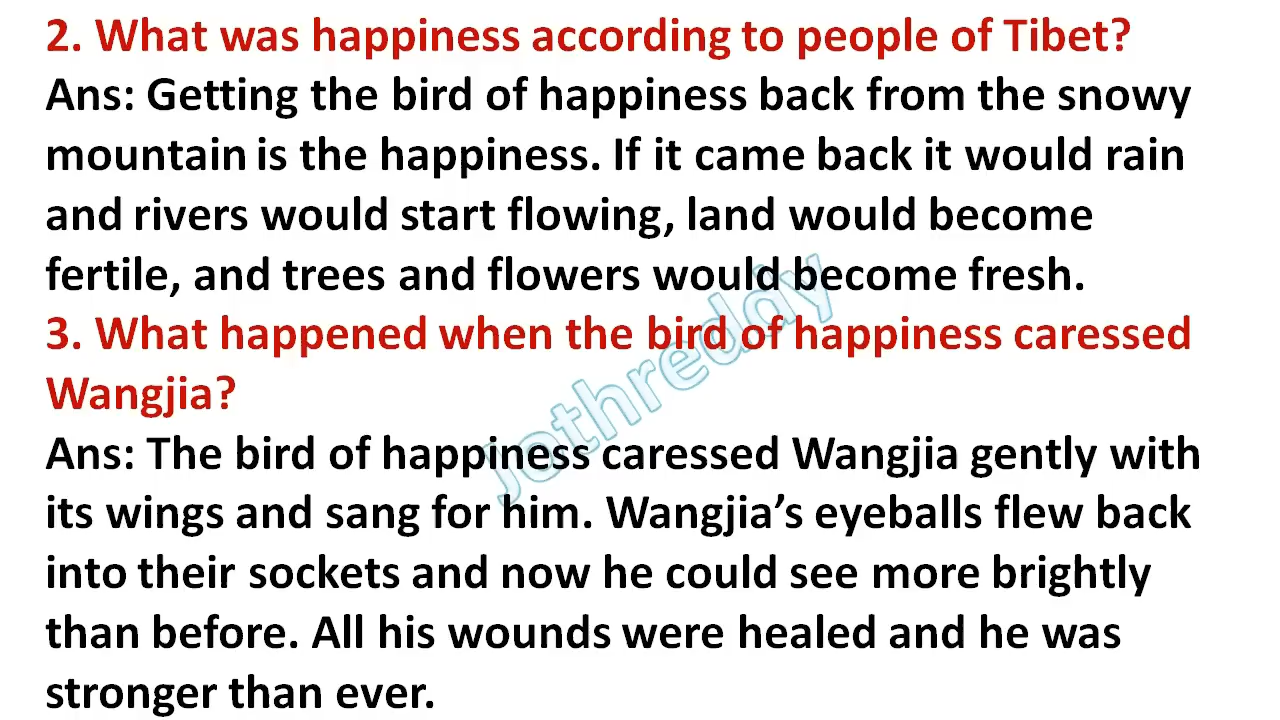 2. What was happiness according to people of Tibet?
Ans: Getting the bird of happiness back from the snowy
mountain is the happiness. If it came back it would rain
and rivers would start flowing, land would become
fertile, and trees and flowers would become fresh.
3. What happened when the bird of happiness caressed
Wangjia?
Ans: The bird of happiness caressed Wangjia gently with
its wings and sang for him. Wangjia’s eyeballs flew back
into their sockets and now he could see more brightly
than before. All his wounds were healed and he was
stronger than ever.
Jothreddy